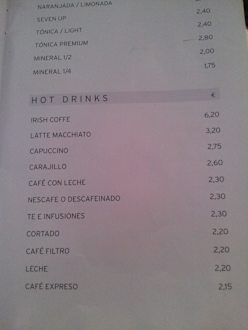 NARANJADA / LIMONADA 2,40
SEVEN UP 2,40
TÓNICA / LIGHT 2,80
TÓNICA PREMIUM 2,00
MINERAL 1/2 1,75
MINERAL 1/4
HOT DRINKS €
IRISH COFFE 6,20
LATTE MACCHIATO 3,20
CAPUCCINO 2,75
CARAJILLO 2,60
CAFÉ CON LECHE 2,30
NESCAFE O DESCAFEINADO 2,30
TE E INFUSIONES 2,30
CORTADO 2,20
CAFÉ FILTRO 2,20
LECHE 2,20
CAFÉ EXPRESO 2,15